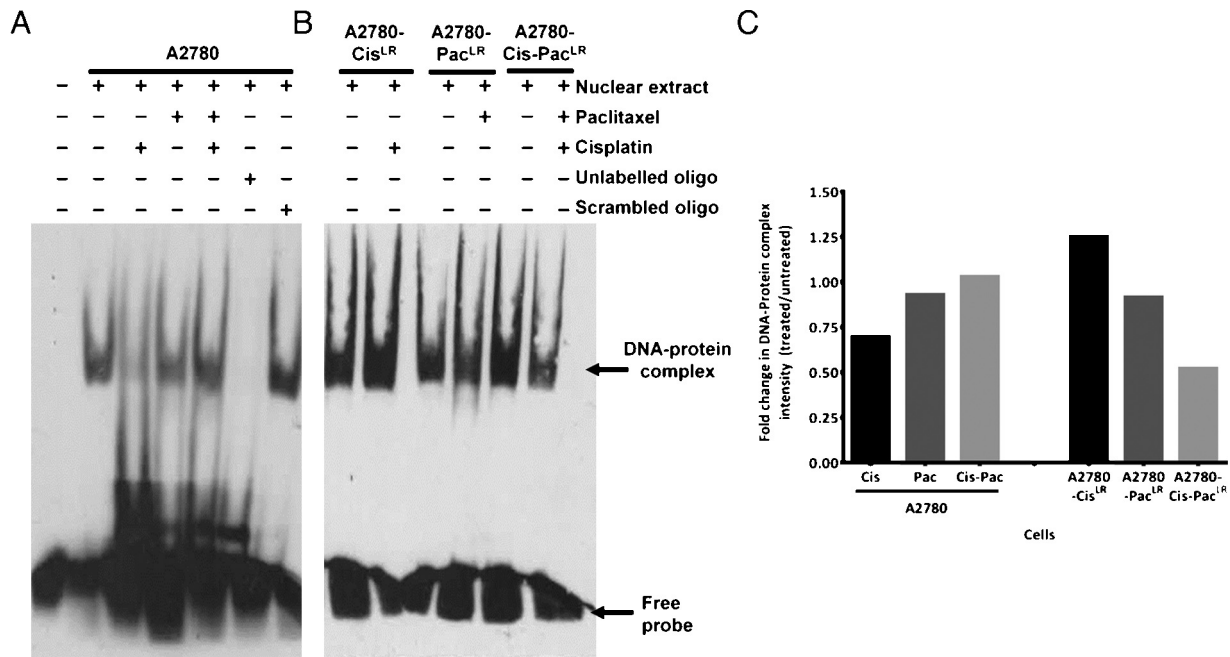 A
B
C
A2780
A2780-
Cis^LR
A2780-
Pac^LR
A2780-
Cis-Pac^LR
− + + + + + + + + + + + + Nuclear extract
− − − + + − − − − − + − + Paclitaxel
− − + − + − − − + − − − + Cisplatin
− − − − − + − − − − − − − Unlabelled oligo
− − − − − − + − − − − − − Scrambled oligo
DNA-protein
complex
Free
probe
Fold change in DNA-Protein complex
intensity (treated/untreated)
1.50
1.25
1.00
0.75
0.50
0.25
0.00
Cis Pac Cis-Pac
A2780
A2780
-Cis^LR
A2780
-Pac^LR
A2780-
Cis-Pac^LR
Cells